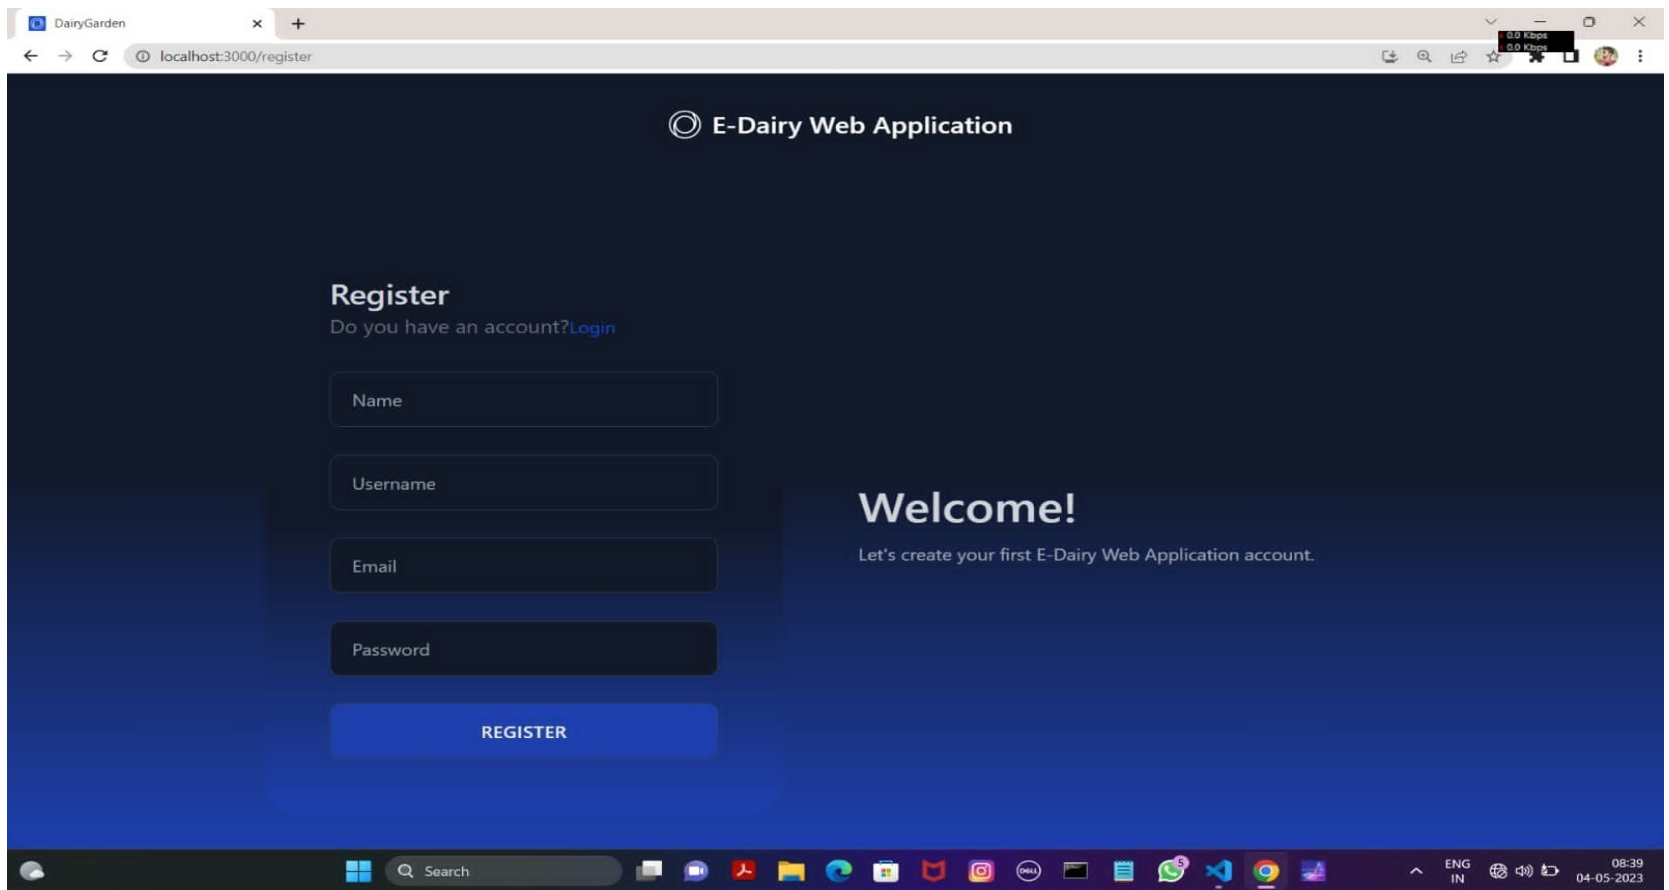 DairyGarden
localhost:3000/register
0.0 Kbps
0.0 Kbps
E-Dairy Web Application
Register
Do you have an account?Login
Name
Username
Email
Password
REGISTER
Welcome!
Let's create your first E-Dairy Web Application account.
Search
DELL
5
ENG
IN
08:39
04-05-2023